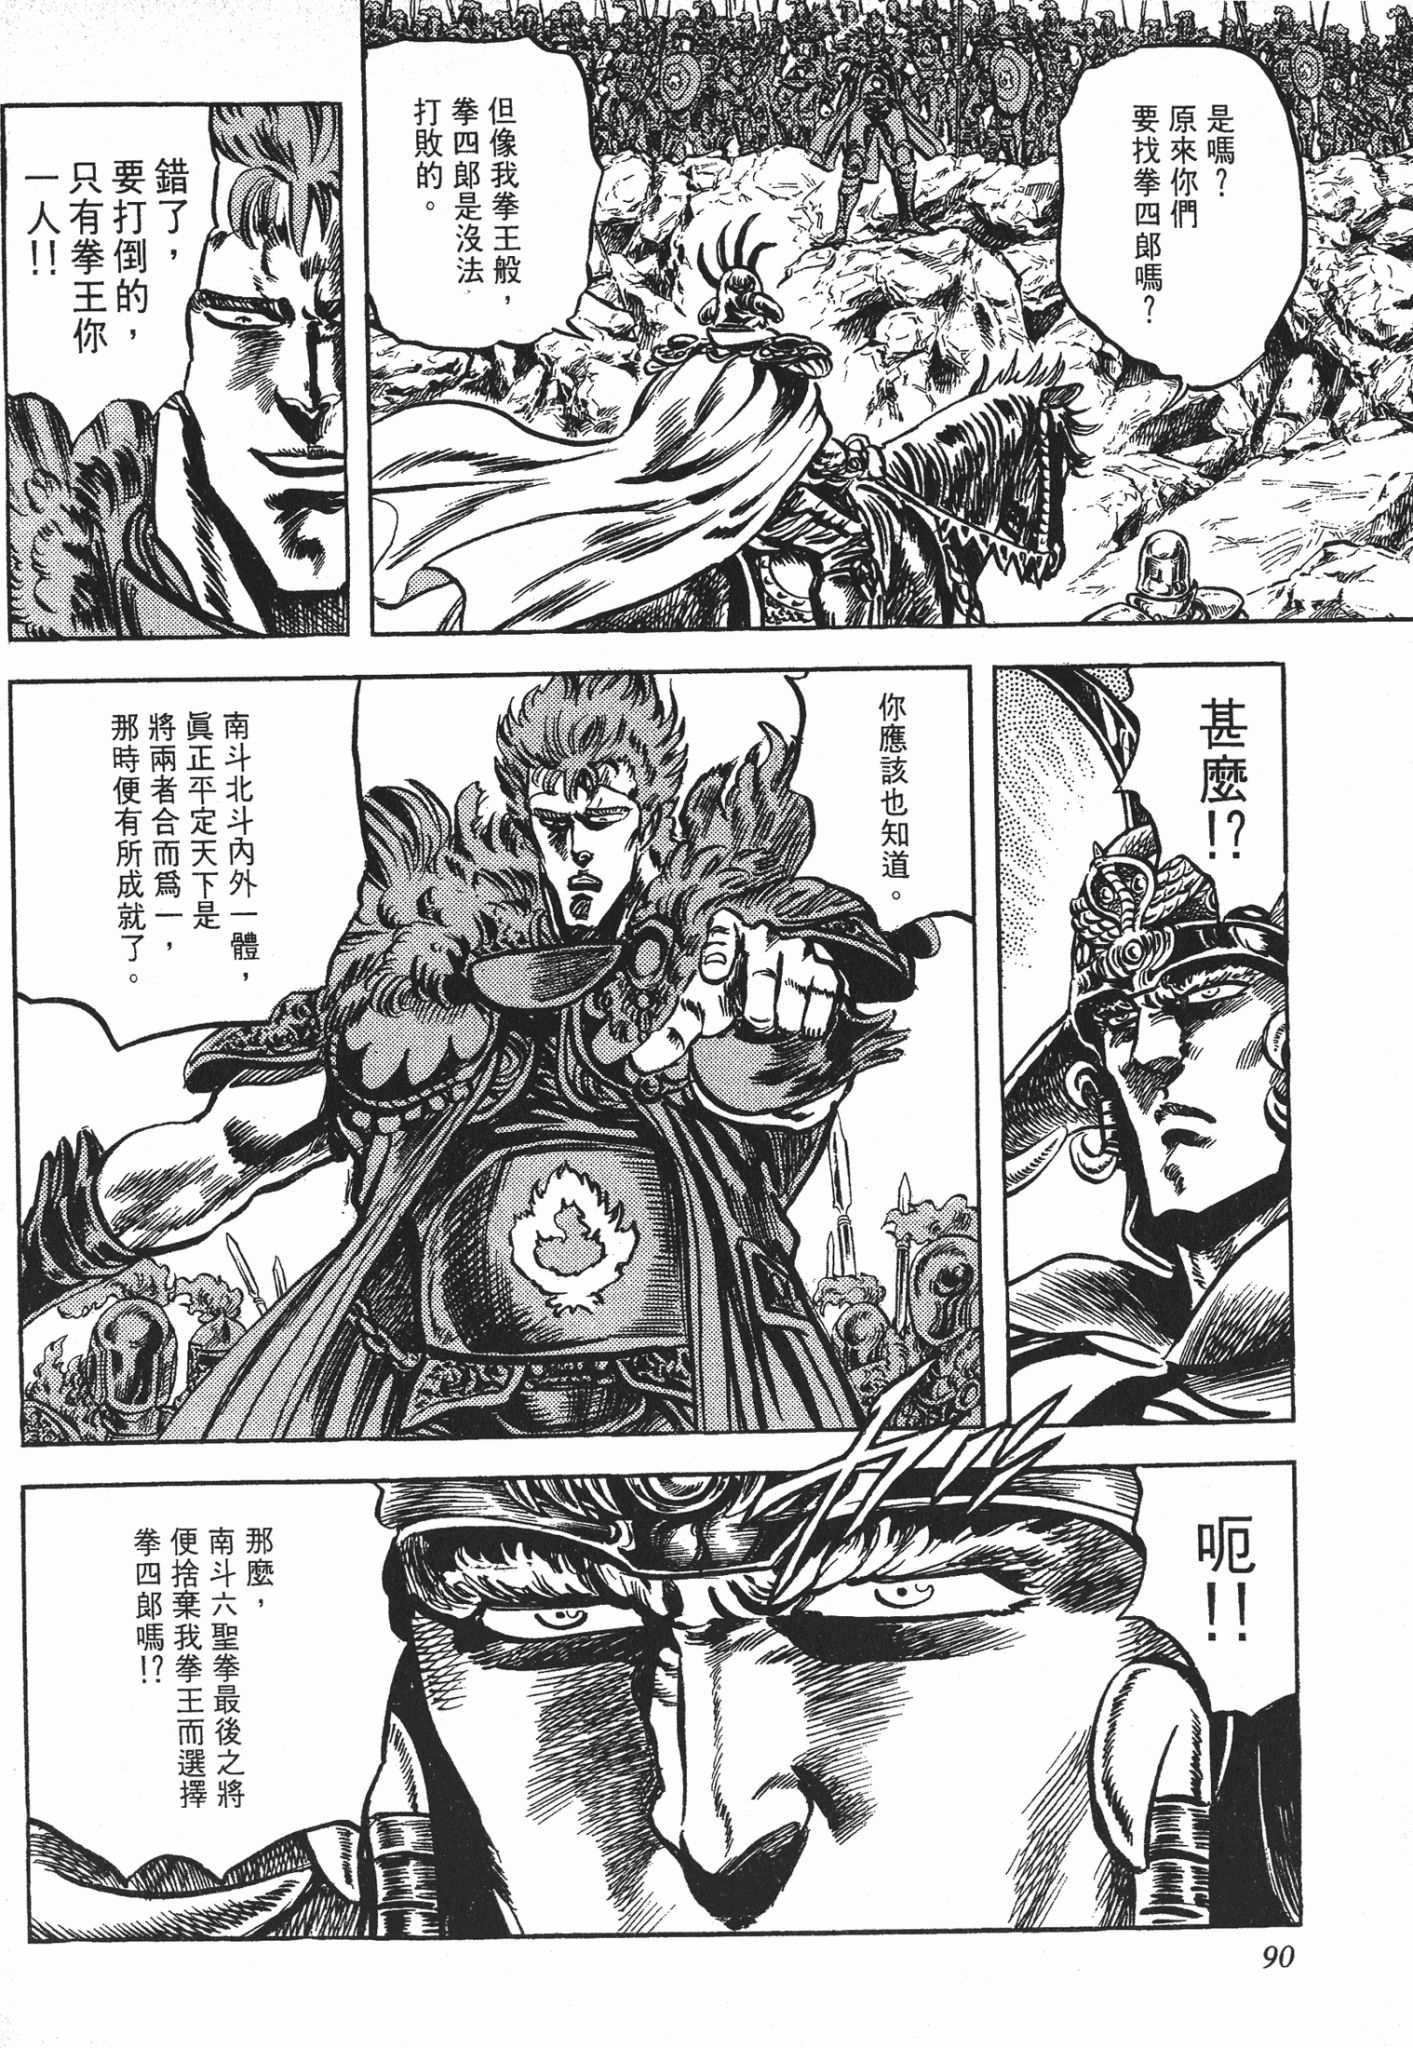 是嗎？
原來你們
要找拳四郎嗎？
但像我拳王般，
拳四郎是沒法
打敗的。
錯了，
要打倒的，
只有拳王你
一人！！
甚麼！？
你應該也知道。
南斗北斗內外一體，
眞正平定天下是
將兩者合而爲一，
那時便有所成就了。
呃！！
那麼，
南斗六聖拳最後之將
便捨棄我拳王而選擇
拳四郎嗎！？
90